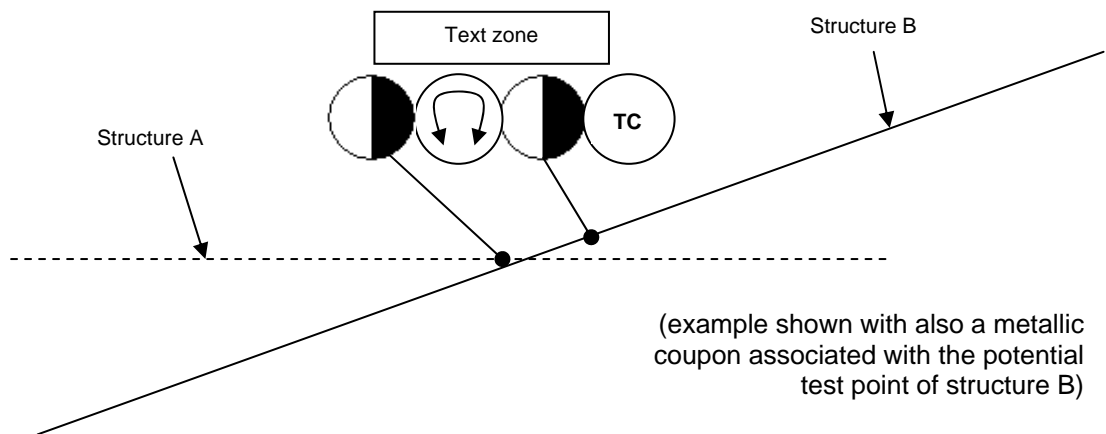 Text zone
Structure B
Structure A
TC
(example shown with also a metallic
coupon associated with the potential
test point of structure B)